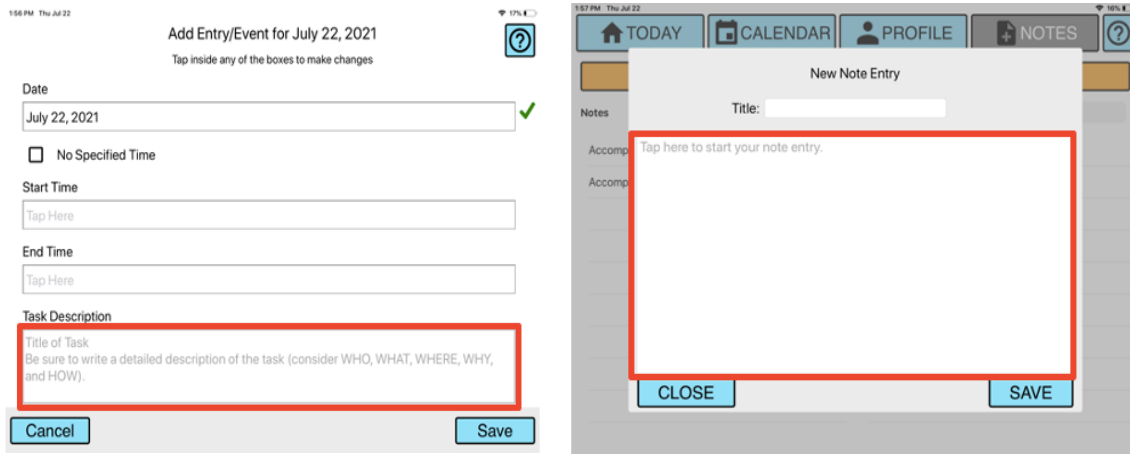 1:56 PM Thu Jul 22
17%
Add Entry/Event for July 22, 2021
Tap inside any of the boxes to make changes
Date
July 22, 2021
No Specified Time
Start Time
Tap Here
End Time
Tap Here
Task Description
Title of Task
Be sure to write a detailed description of the task (consider WHO, WHAT, WHERE, WHY,
and HOW).
Cancel
Save
1:57 PM Thu Jul 22
16%
TODAY
CALENDAR
PROFILE
NOTES
New Note Entry
Notes
Title:
Accomp
Tap here to start your note entry.
Accomp
CLOSE
SAVE